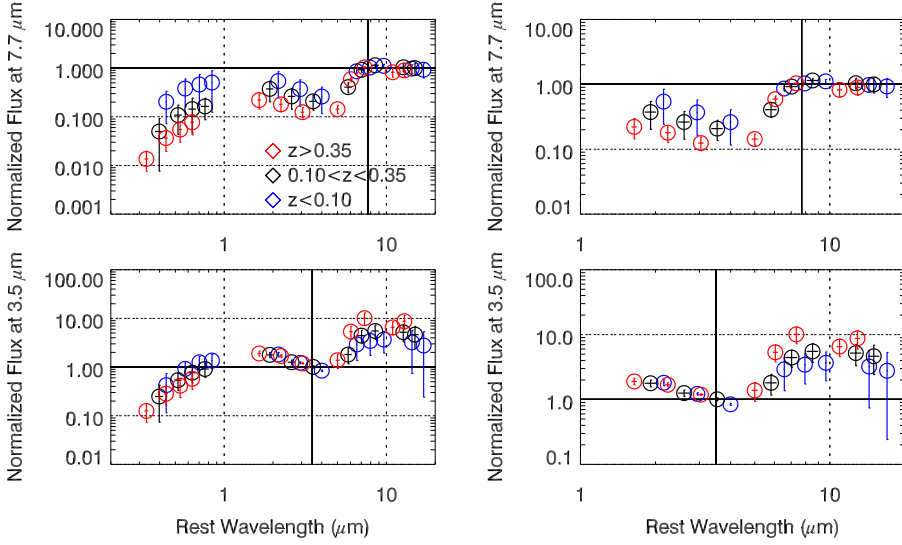 Normalized Flux at 7.7 μm
10.000
1.000
0.100
0.010
0.001
1
10
z>0.35
0.10<z<0.35
z<0.10
Normalized Flux at 7.7 μm
10.00
1.00
0.10
0.01
1
10
Normalized Flux at 3.5 μm
100.00
10.00
1.00
0.10
0.01
1
10
Rest Wavelength (μm)
Normalized Flux at 3.5 μm
100.0
10.0
1.0
0.1
1
10
Rest Wavelength (μm)